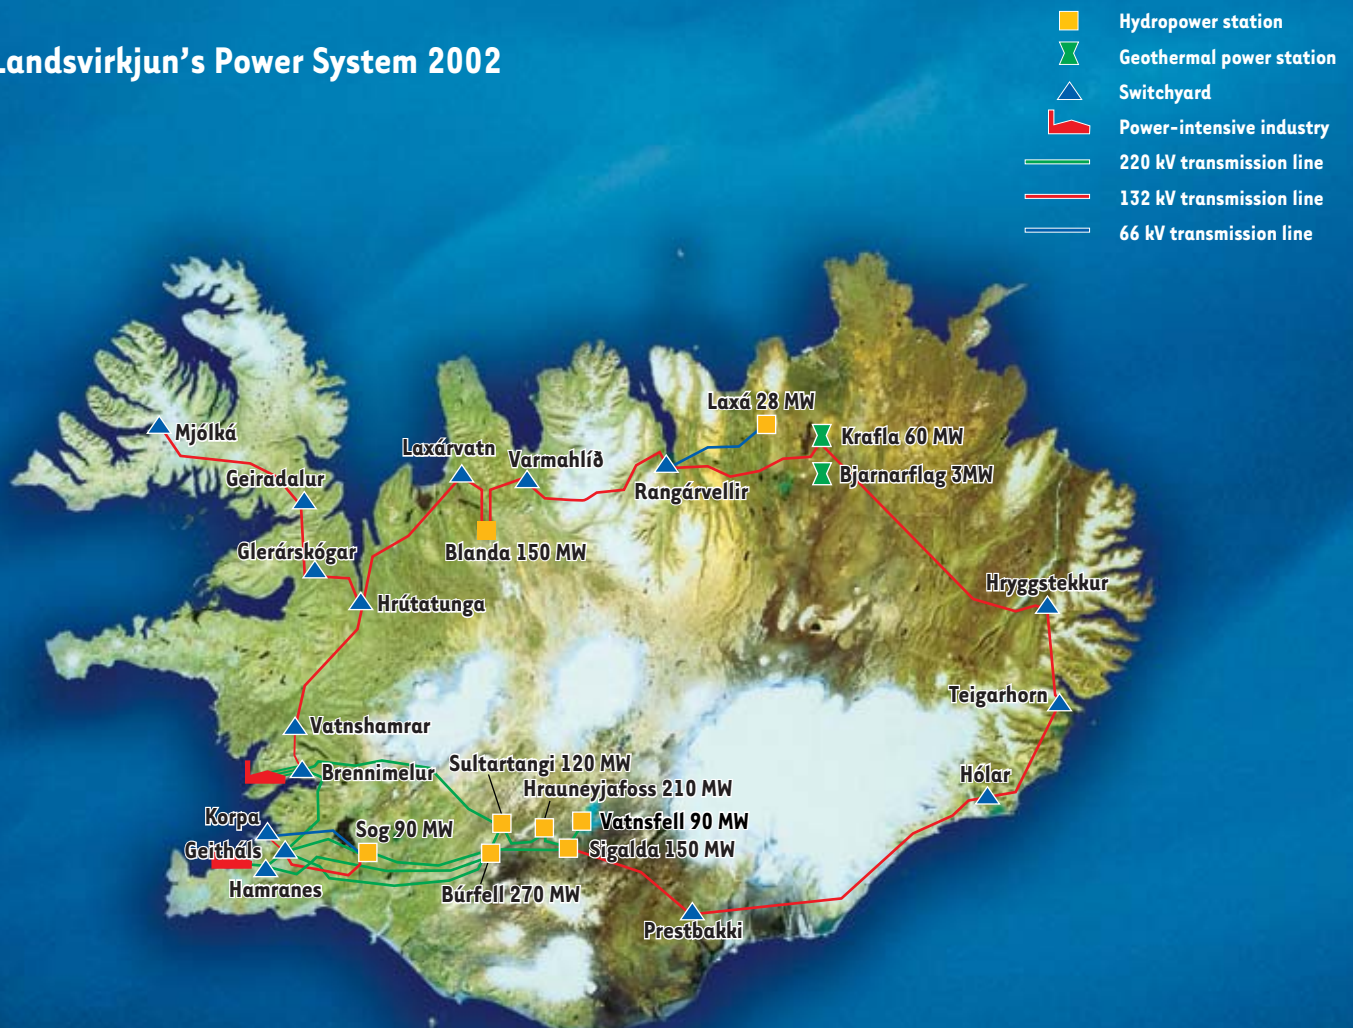 Landsvirkjun's Power System 2002
Hydropower station
Geothermal power station
Switchyard
Power-intensive industry
220 kV transmission line
132 kV transmission line
66 kV transmission line
Laxá 28 MW
Mjólká
Krafla 60 MW
Laxárvatn
Varmahlíð
Geiradalur
Rangárvellir
Bjarnarflag 3MW
Glerárskógar
Blanda 150 MW
Hryggstekkur
Hrútatunga
Teigarhorn
Vatnshamrar
Sultartangi 120 MW
Brennimelur
Hrauneyjafoss 210 MW
Hólar
Korpa
Sog 90 MW
Vatnsfell 90 MW
Geitháls
Sigalda 150 MW
Hamranes
Búrfell 270 MW
Prestbakki